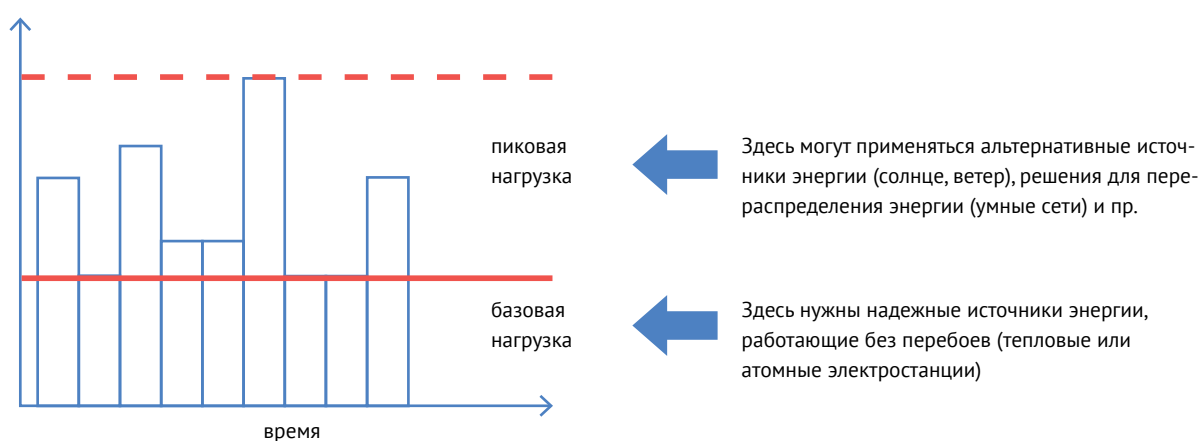 пиковая
нагрузка
Здесь могут применяться альтернативные источ-
ники энергии (солнце, ветер), решения для пере-
распределения энергии (умные сети) и пр.
базовая
нагрузка
Здесь нужны надежные источники энергии,
работающие без перебоев (тепловые или
атомные электростанции)
время